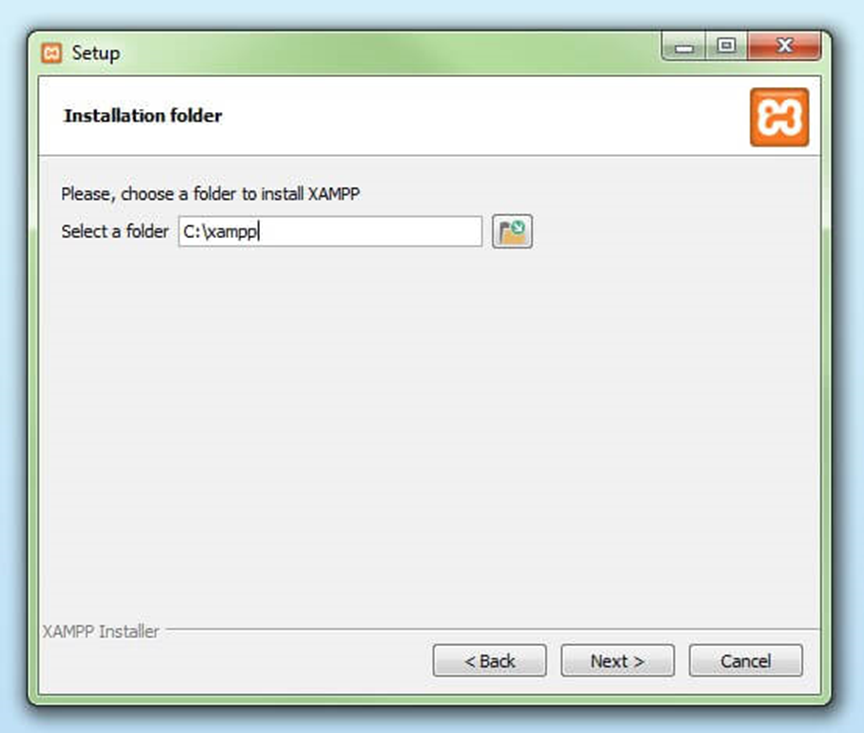 Setup
Installation folder
Please, choose a folder to install XAMPP
Select a folder C:\xampp
XAMPP Installer
< Back Next > Cancel